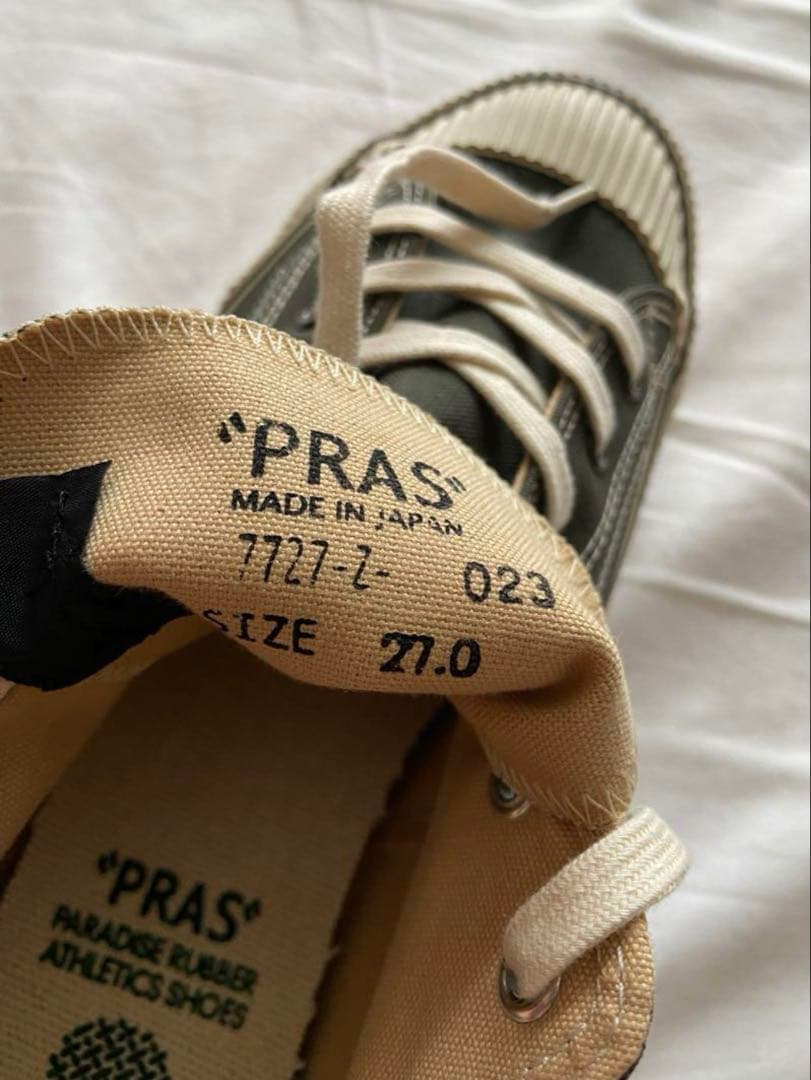 "PRAS"
MADE IN JAPAN
7727-Z- 023
SIZE 27.0
"PRAS"
PARADISE RUBBER
ATHLETICS SHOES